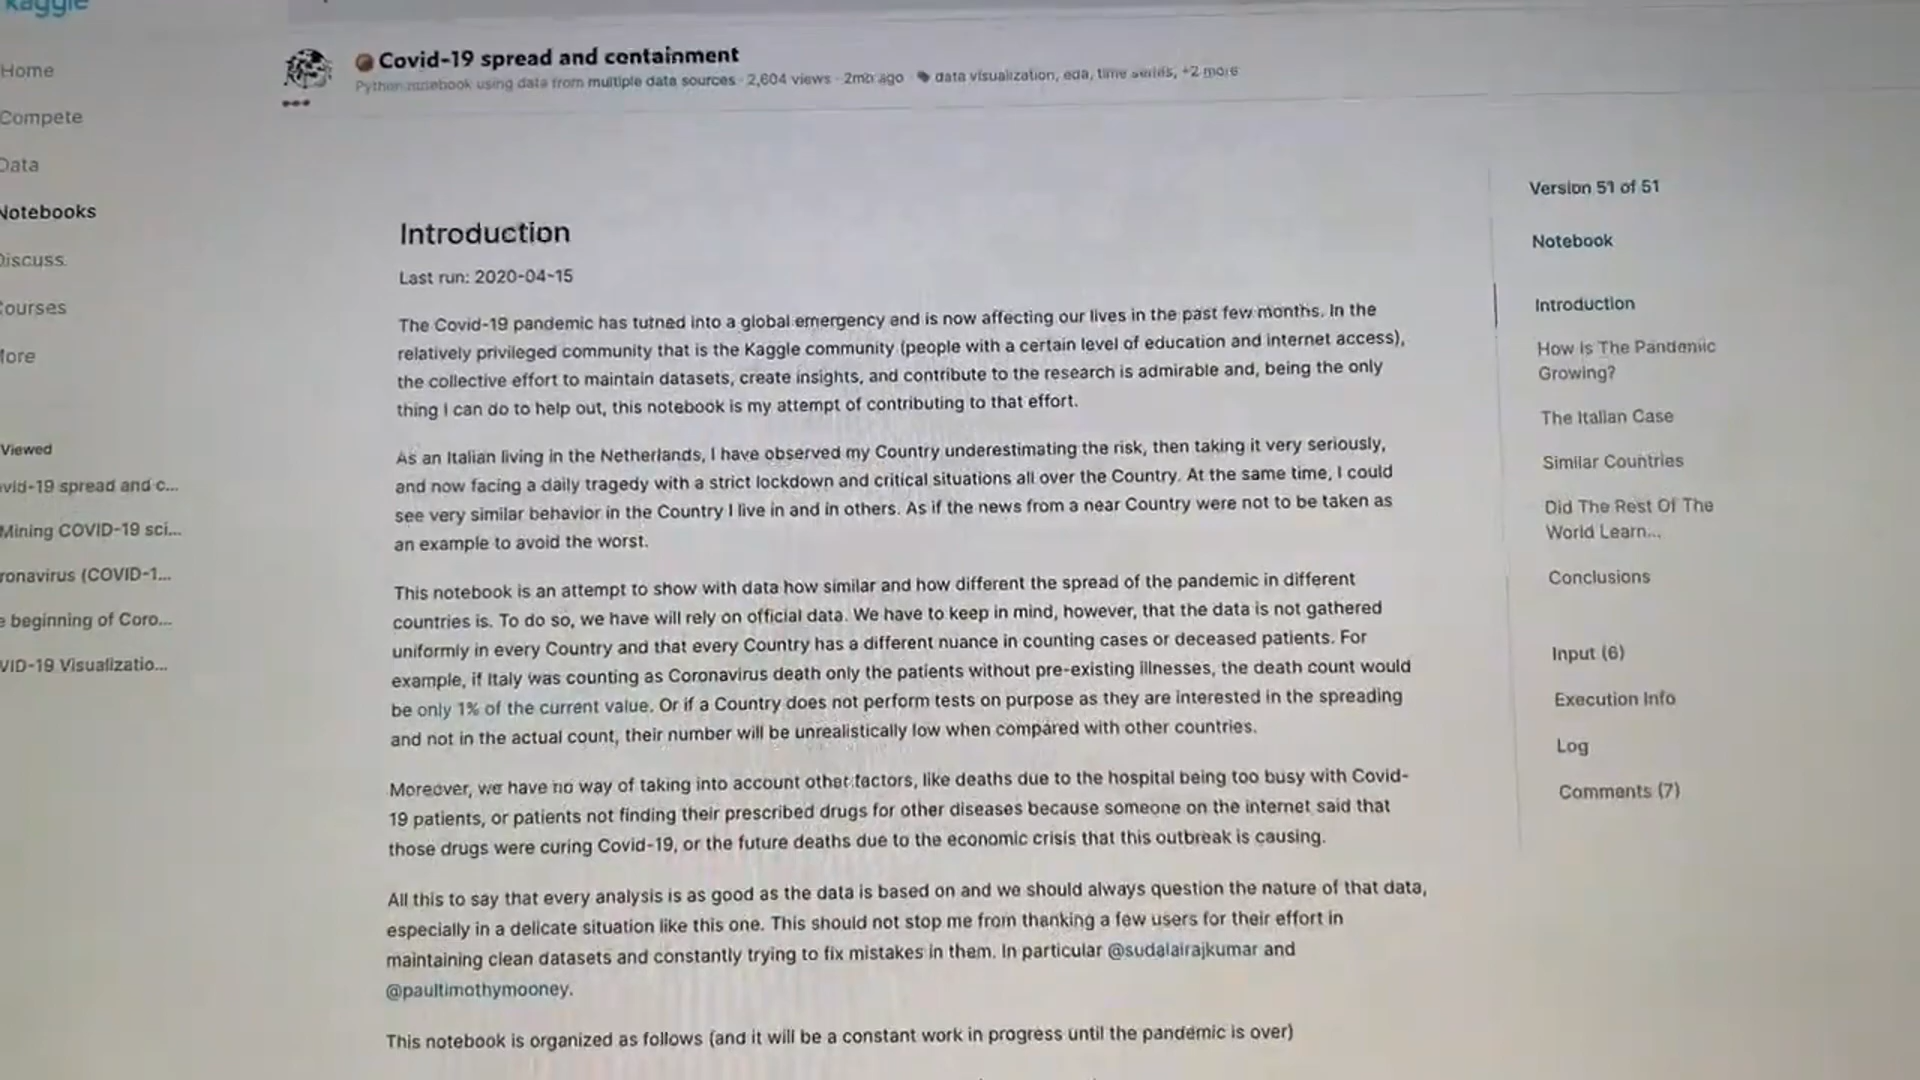 kaggle
Covid-19 spread and containment
Python notebook using data from multiple data sources · 2,604 views · 2mo ago · data visualization, eda, time series, +2 more
Home
Compete
Data
Notebooks
Discuss
Courses
More
Viewed
ovid-19 spread and c...
Mining COVID-19 sci...
ronavirus (COVID-1...
e beginning of Coro...
VID-19 Visualizatio...
Introduction
Last run: 2020-04-15
The Covid-19 pandemic has turned into a global emergency and is now affecting our lives in the past few months. In the
relatively privileged community that is the Kaggle community (people with a certain level of education and internet access),
the collective effort to maintain datasets, create insights, and contribute to the research is admirable and, being the only
thing I can do to help out, this notebook is my attempt of contributing to that effort.
As an Italian living in the Netherlands, I have observed my Country underestimating the risk, then taking it very seriously,
and now facing a daily tragedy with a strict lockdown and critical situations all over the Country. At the same time, I could
see very similar behavior in the Country I live in and in others. As if the news from a near Country were not to be taken as
an example to avoid the worst.
This notebook is an attempt to show with data how similar and how different the spread of the pandemic in different
countries is. To do so, we have will rely on official data. We have to keep in mind, however, that the data is not gathered
uniformly in every Country and that every Country has a different nuance in counting cases or deceased patients. For
example, if Italy was counting as Coronavirus death only the patients without pre-existing illnesses, the death count would
be only 1% of the current value. Or if a Country does not perform tests on purpose as they are interested in the spreading
and not in the actual count, their number will be unrealistically low when compared with other countries.
Moreover, we have no way of taking into account other factors, like deaths due to the hospital being too busy with Covid-
19 patients, or patients not finding their prescribed drugs for other diseases because someone on the internet said that
those drugs were curing Covid-19, or the future deaths due to the economic crisis that this outbreak is causing.
All this to say that every analysis is as good as the data is based on and we should always question the nature of that data,
especially in a delicate situation like this one. This should not stop me from thanking a few users for their effort in
maintaining clean datasets and constantly trying to fix mistakes in them. In particular @sudalairajkumar and
@paultimothymooney.
This notebook is organized as follows (and it will be a constant work in progress until the pandemic is over)
Version 51 of 51
Notebook
Introduction
How Is The Pandemic
Growing?
The Italian Case
Similar Countries
Did The Rest Of The
World Learn...
Conclusions
Input (6)
Execution Info
Log
Comments (7)